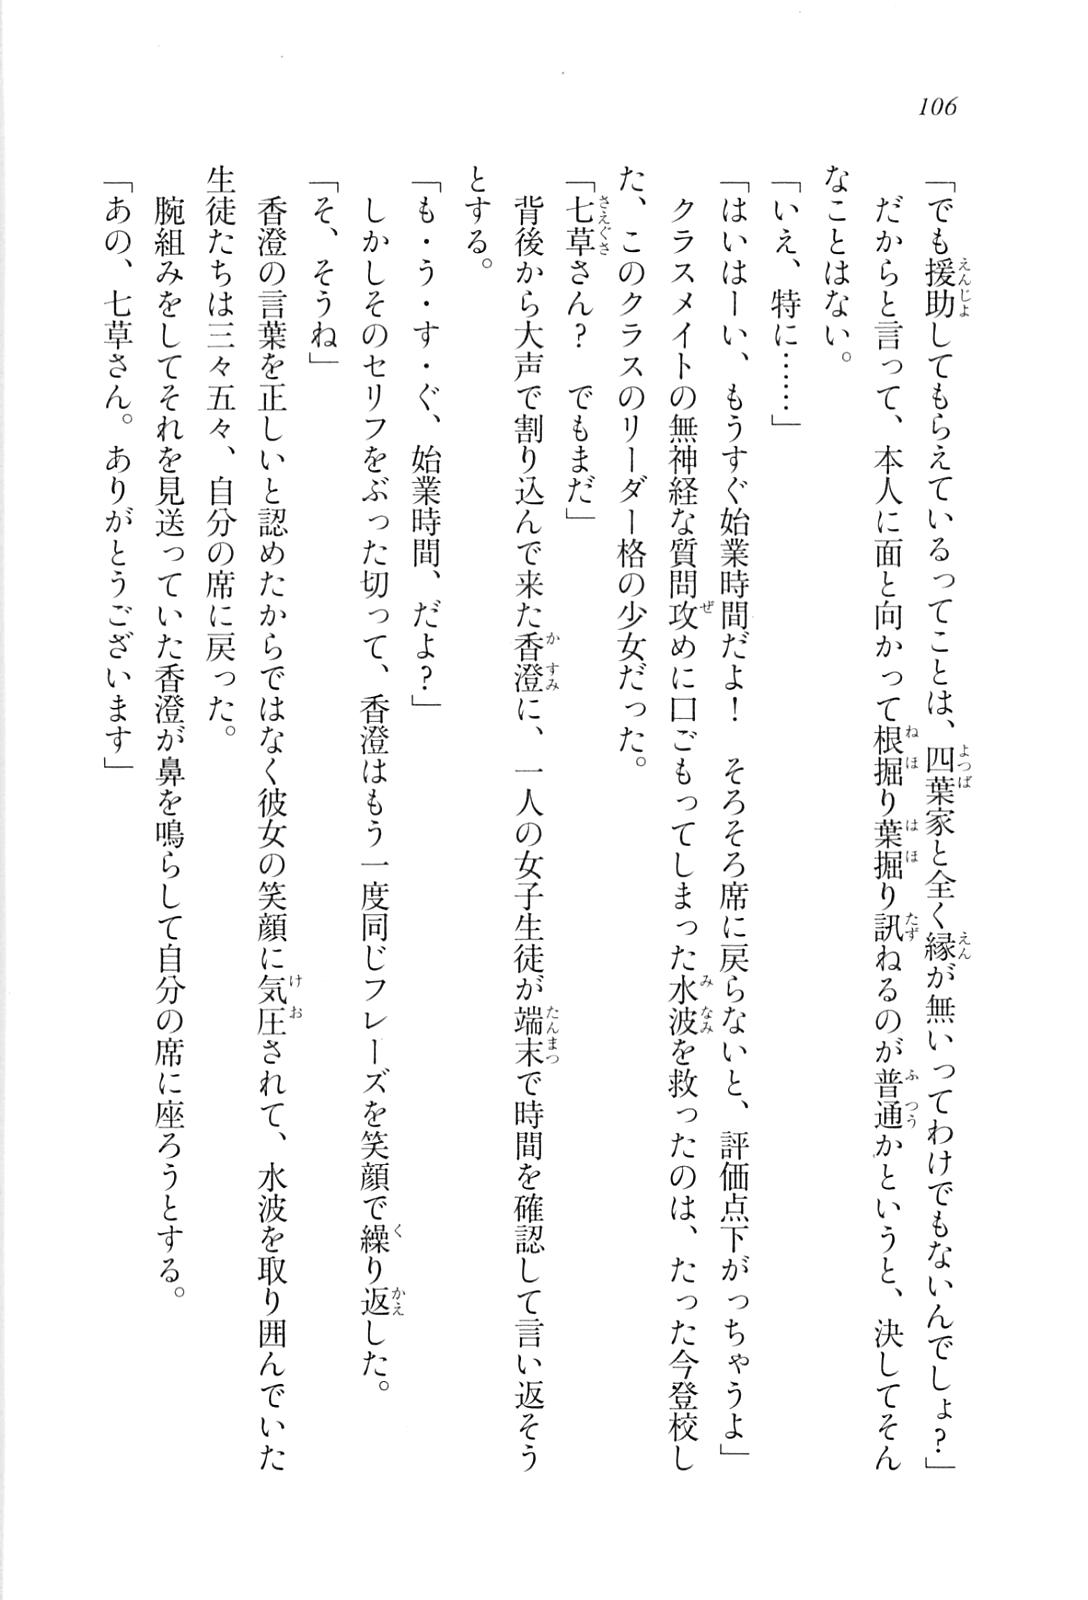 106
「でも援助してもらえているってことは、四葉家と全く縁が無いってわけでもないんでしょ?」
だからと言って、本人に面と向かって根掘り葉掘り訊ねるのが普通かというと、決してそん
なことはない。
「いえ、特に……」
「はいはーい、もうすぐ始業時間だよ! そろそろ席に戻らないと、評価点下がっちゃうよ」
クラスメイトの無神経な質問攻めに口ごもってしまった水波を救ったのは、たった今登校し
た、このクラスのリーダー格の少女だった。
「七草さん? でもまだ」
背後から大声で割り込んで来た香澄に、一人の女子生徒が端末で時間を確認して言い返そう
とする。
「も・う・す・ぐ、始業時間、だよ?」
しかしそのセリフをぶった切って、香澄はもう一度同じフレーズを笑顔で繰り返した。
「そ、そうね」
香澄の言葉を正しいと認めたからではなく彼女の笑顔に気圧されて、水波を取り囲んでいた
生徒たちは三々五々、自分の席に戻った。
腕組みをしてそれを見送っていた香澄が鼻を鳴らして自分の席に座ろうとする。
「あの、七草さん。ありがとうございます」